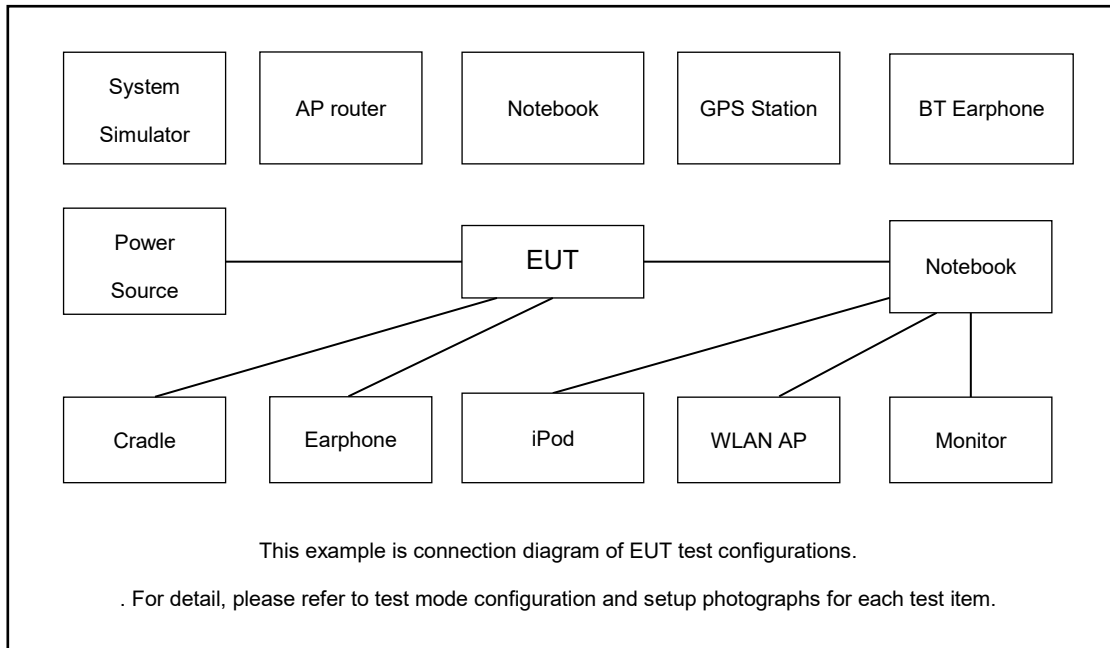 System
Simulator
AP router
Notebook
GPS Station
BT Earphone
Power
Source
EUT
Notebook
Cradle
Earphone
iPod
WLAN AP
Monitor
This example is connection diagram of EUT test configurations.
. For detail, please refer to test mode configuration and setup photographs for each test item.